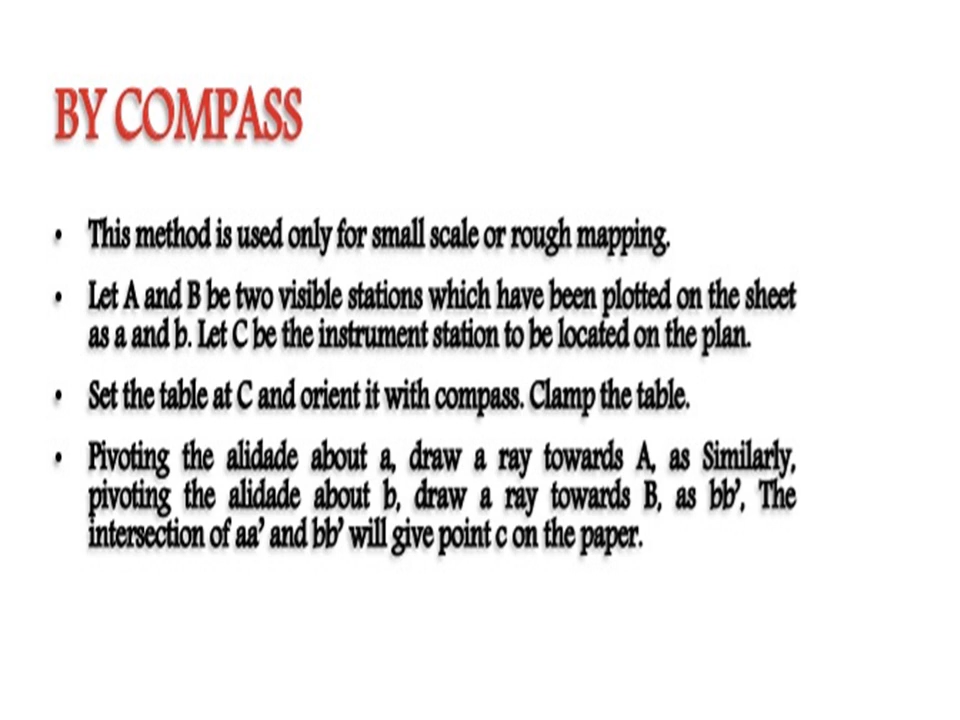 BY COMPASS
• This method is used only for small scale or rough mapping.
• Let A and B be two visible stations which have been plotted on the sheet
as a and b. Let C be the instrument station to be located on the plan.
• Set the table at C and orient it with compass. Clamp the table.
• Pivoting the alidade about a, draw a ray towards A, as Similarly,
pivoting the alidade about b, draw a ray towards B, as bb’, The
intersection of aa’ and bb’ will give point c on the paper.